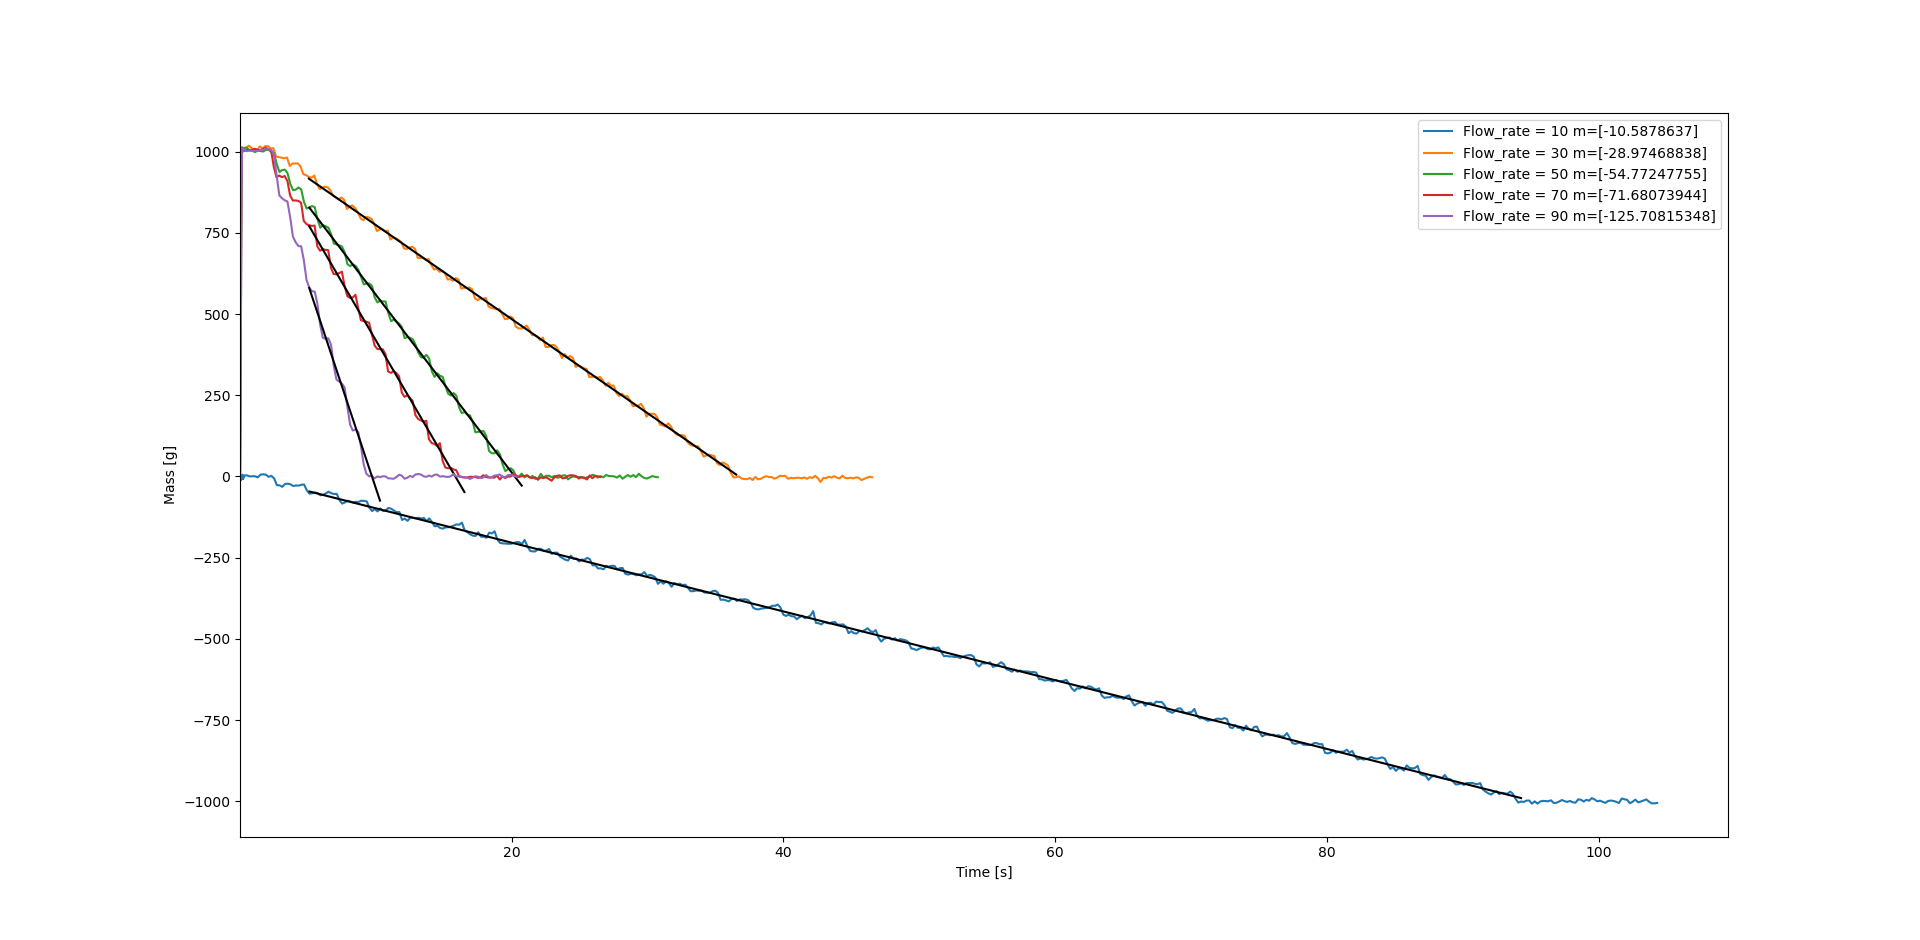 Flow_rate = 10 m=[-10.5878637]
Flow_rate = 30 m=[-28.97468838]
Flow_rate = 50 m=[-54.77247755]
Flow_rate = 70 m=[-71.68073944]
Flow_rate = 90 m=[-125.70815348]
1000
750
500
250
0
−250
−500
−750
−1000
Mass [g]
20 40 60 80 100
Time [s]